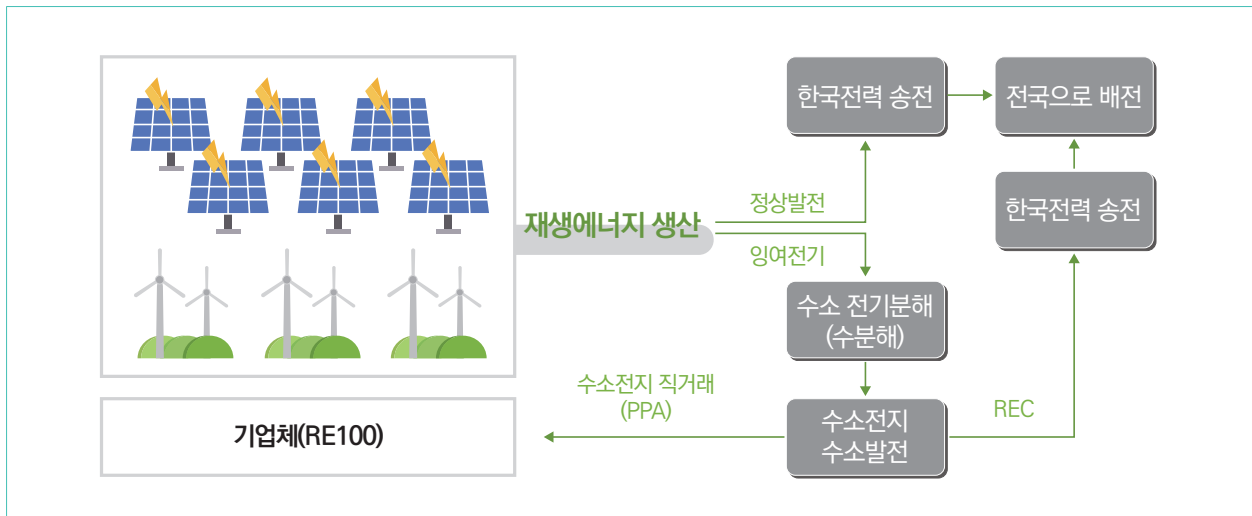 한국전력 송전
전국으로 배전
정상발전
재생에너지 생산
한국전력 송전
잉여전기
수소 전기분해
(수분해)
수소전지 직거래
(PPA)
기업체(RE100)
수소전지
수소발전
REC